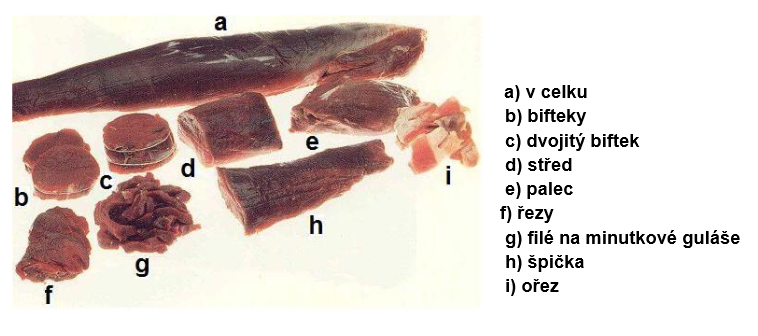 a
b
c
d
e
f
g
h
i
a) v celku
b) bifteky
c) dvojitý biftek
d) střed
e) palec
f) řezy
g) filé na minutkové guláše
h) špička
i) ořez